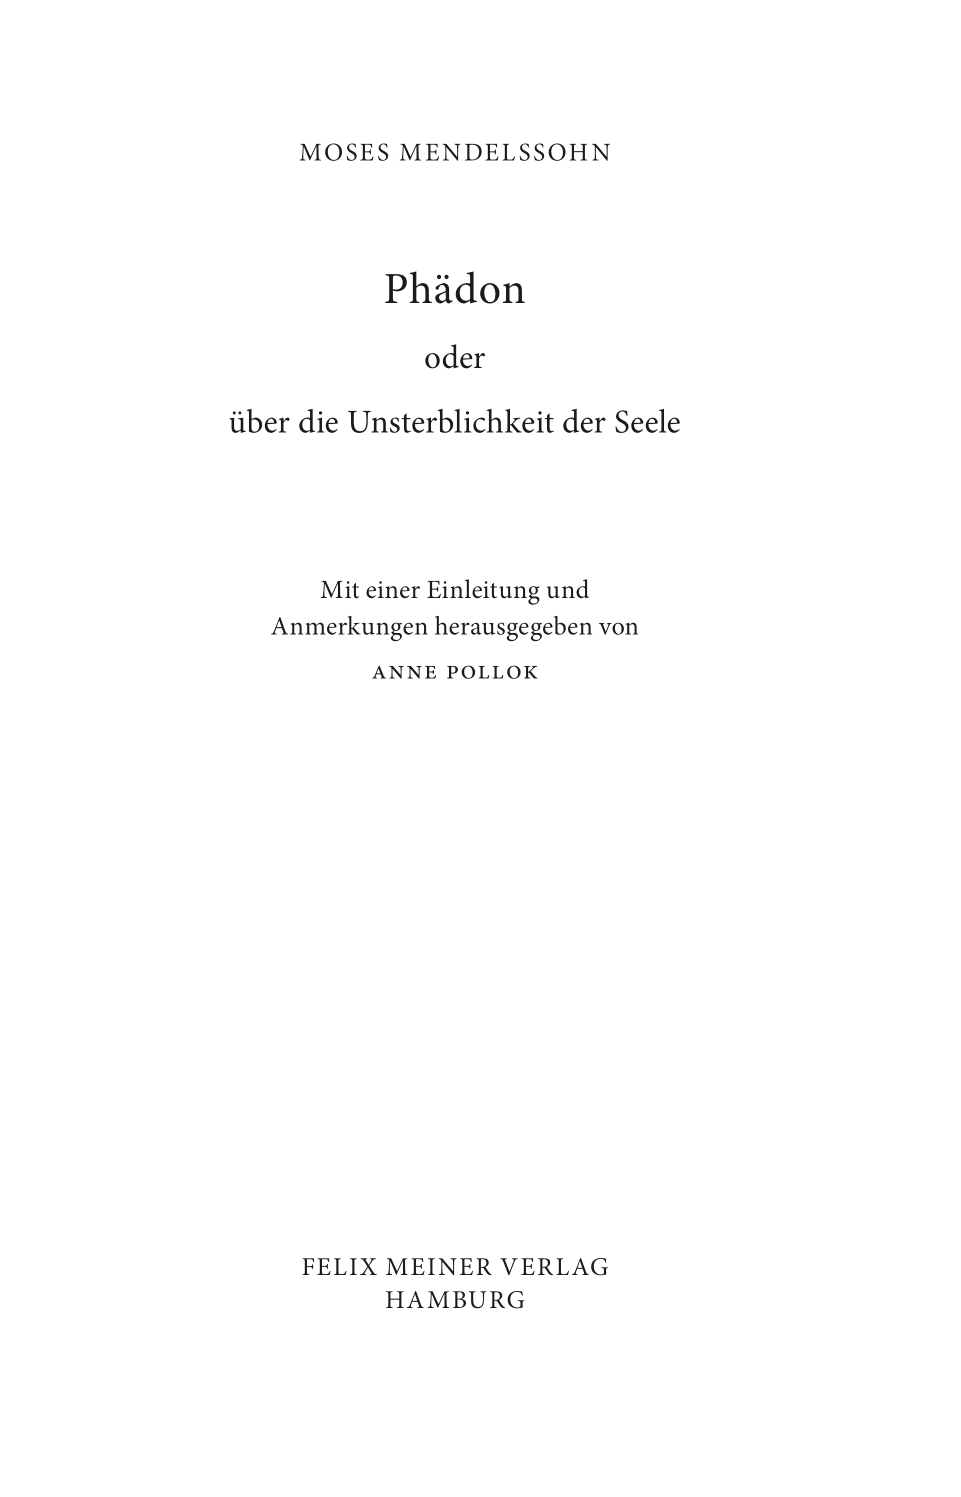 MOSES MENDELSSOHN
Phädon
oder
über die Unsterblichkeit der Seele
Mit einer Einleitung und
Anmerkungen herausgegeben von
ANNE POLLOK
FELIX MEINER VERLAG
HAMBURG